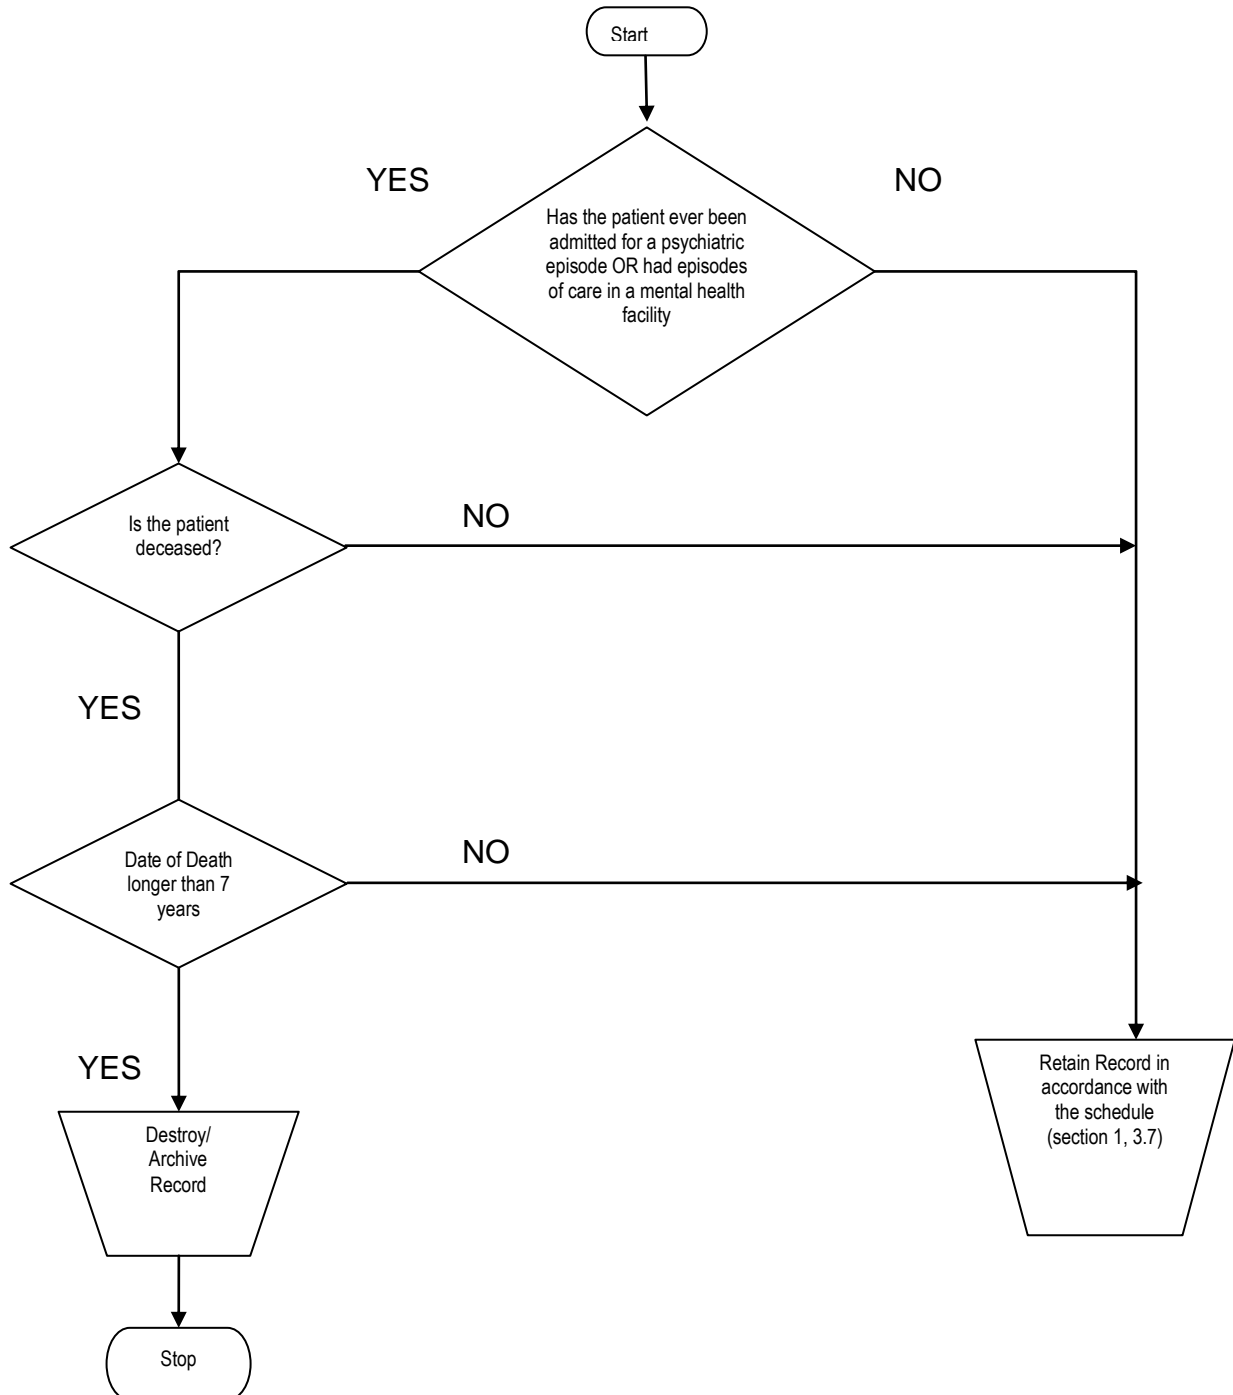 Start
YES
NO
Has the patient ever been
admitted for a psychiatric
episode OR had episodes
of care in a mental health
facility
Is the patient
deceased?
NO
YES
Date of Death
longer than 7
years
NO
YES
Destroy/
Archive
Record
Retain Record in
accordance with
the schedule
(section 1, 3.7)
Stop